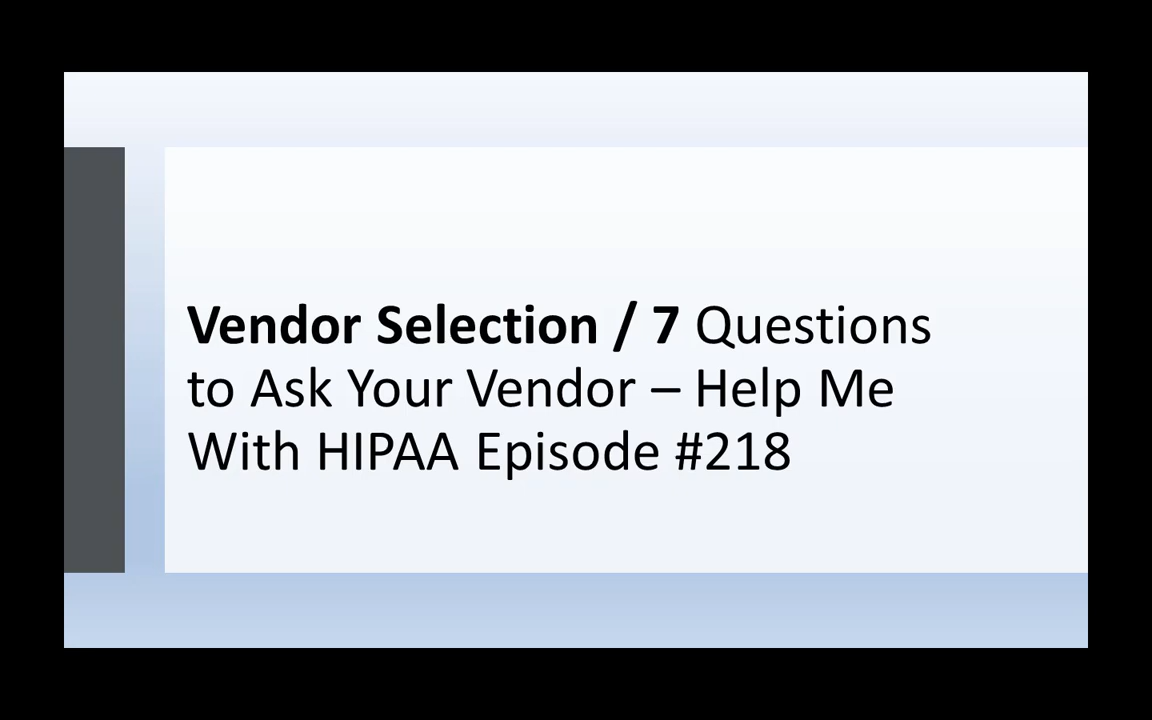 Vendor Selection / 7 Questions
to Ask Your Vendor – Help Me
With HIPAA Episode #218